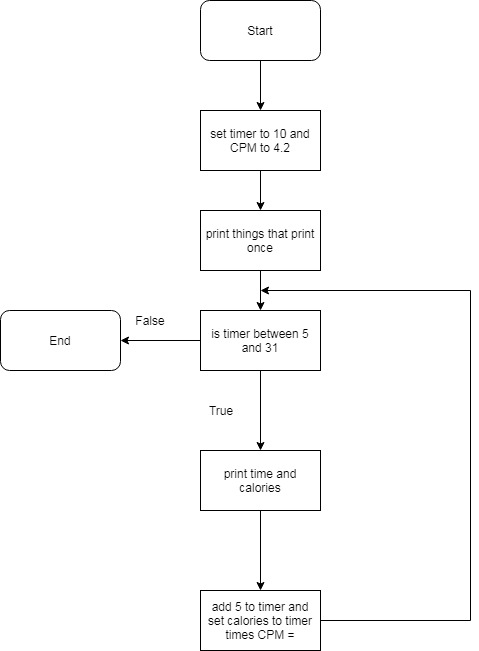 Start
set timer to 10 and
CPM to 4.2
print things that print
once
is timer between 5
and 31
False
End
True
print time and
calories
add 5 to timer and
set calories to timer
times CPM =